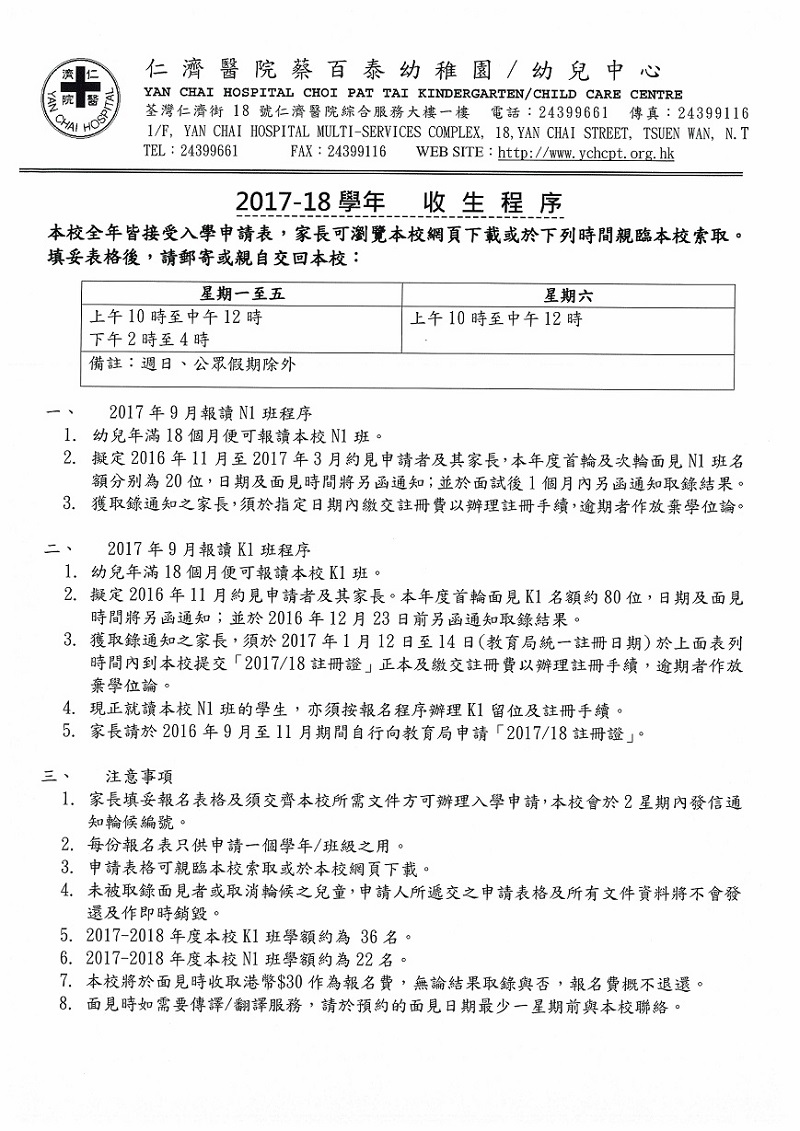 濟 仁
院 醫
YAN CHAI HOSPITAL
仁濟醫院蔡百泰幼稚園/幼兒中心
YAN CHAI HOSPITAL CHOI PAT TAI KINDERGARTEN/CHILD CARE CENTRE
荃灣仁濟街 18 號仁濟醫院綜合服務大樓一樓 電話：24399661 傳真：24399116
1/F, YAN CHAI HOSPITAL MULTI-SERVICES COMPLEX, 18,YAN CHAI STREET, TSUEN WAN, N.T
TEL：24399661 FAX：24399116 WEB SITE：http://www.ychcpt.org.hk
2017-18 學年 收 生 程 序
本校全年皆接受入學申請表，家長可瀏覽本校網頁下載或於下列時間親臨本校索取。
填妥表格後，請郵寄或親自交回本校：
星期一至五 星期六
上午 10 時至中午 12 時 上午 10 時至中午 12 時
下午 2 時至 4 時
備註：週日、公眾假期除外
一、 2017 年 9 月報讀 N1 班程序
1. 幼兒年滿 18 個月便可報讀本校 N1 班。
2. 擬定 2016 年 11 月至 2017 年 3 月約見申請者及其家長，本年度首輪及次輪面見 N1 班名
額分別為 20 位，日期及面見時間將另函通知；並於面試後 1 個月內另函通知取錄結果。
3. 獲取錄通知之家長，須於指定日期內繳交註冊費以辦理註冊手續，逾期者作放棄學位論。
二、 2017 年 9 月報讀 K1 班程序
1. 幼兒年滿 18 個月便可報讀本校 K1 班。
2. 擬定 2016 年 11 月約見申請者及其家長。本年度首輪面見 K1 名額約 80 位，日期及面見
時間將另函通知；並於 2016 年 12 月 23 日前另函通知取錄結果。
3. 獲取錄通知之家長，須於 2017 年 1 月 12 日至 14 日(教育局統一註冊日期)於上面表列
時間內到本校提交「2017/18 註冊證」正本及繳交註冊費以辦理註冊手續，逾期者作放
棄學位論。
4. 現正就讀本校 N1 班的學生，亦須按報名程序辦理 K1 留位及註冊手續。
5. 家長請於 2016 年 9 月至 11 月期間自行向教育局申請「2017/18 註冊證」。
三、 注意事項
1. 家長填妥報名表格及須交齊本校所需文件方可辦理入學申請，本校會於 2 星期內發信通
知輪候編號。
2. 每份報名表只供申請一個學年/班級之用。
3. 申請表格可親臨本校索取或於本校網頁下載。
4. 未被取錄面見者或取消輪候之兒童，申請人所遞交之申請表格及所有文件資料將不會發
還及作即時銷毀。
5. 2017-2018 年度本校 K1 班學額約為 36 名。
6. 2017-2018 年度本校 N1 班學額約為 22 名。
7. 本校將於面見時收取港幣$30 作為報名費，無論結果取錄與否，報名費概不退還。
8. 面見時如需要傳譯/翻譯服務，請於預約的面見日期最少一星期前與本校聯絡。